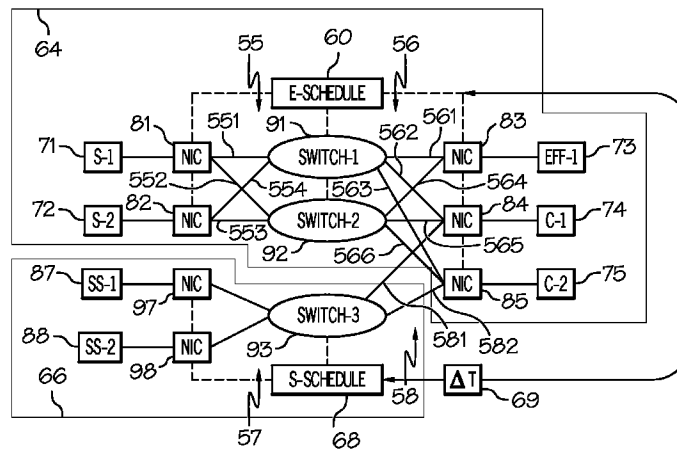 64
55
60
56
E-SCHEDULE
81
551
91
562
561
83
71
S-1
NIC
SWITCH-1
NIC
EFF-1
73
552
554
563
564
72
82
S-2
NIC
SWITCH-2
NIC
C-1
74
84
553
92
566
565
87
SS-1
NIC
NIC
C-2
75
97
SWITCH-3
85
88
SS-2
NIC
93
581
582
98
S-SCHEDULE
58
ΔT
69
66
57
68